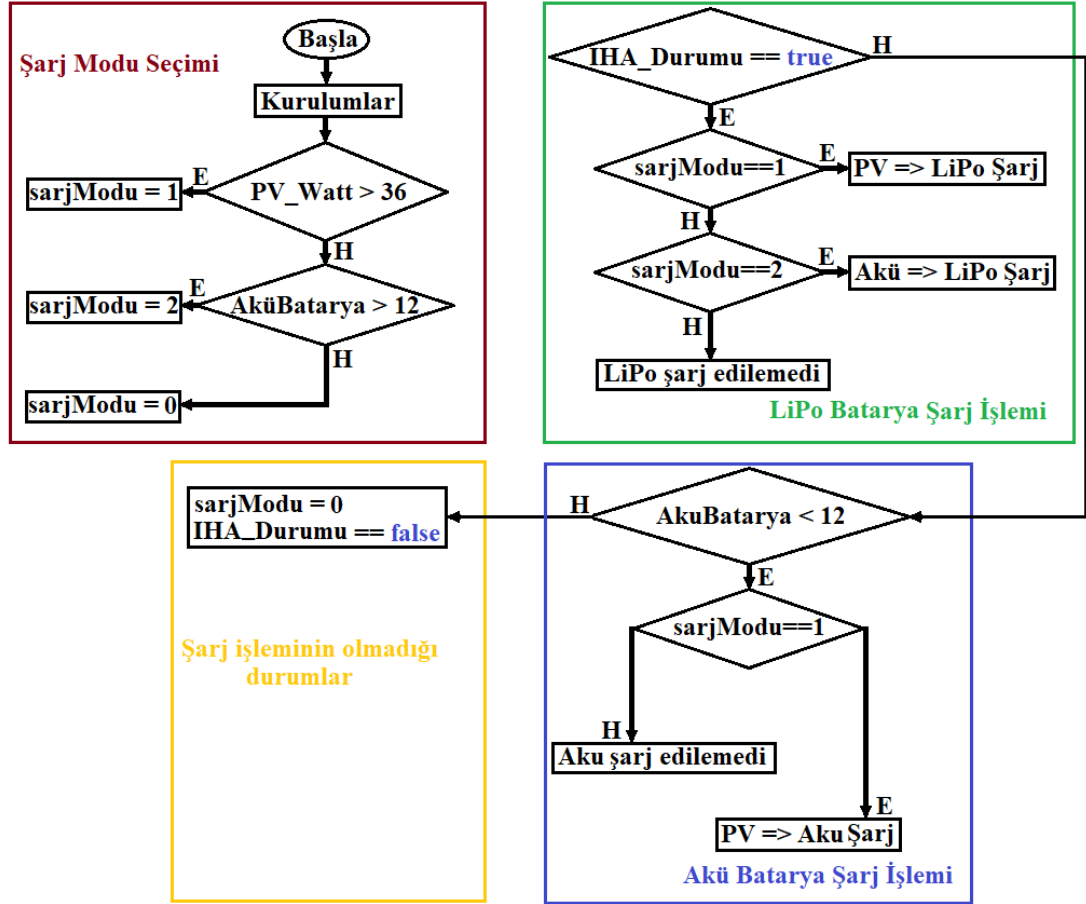 Şarj Modu Seçimi
Başla
Kurulumlar
PV_Watt > 36
E
sarjModu = 1
H
AküBatarya > 12
E
sarjModu = 2
H
sarjModu = 0
IHA_Durumu == true
H
E
sarjModu==1
E
PV => LiPo Şarj
H
sarjModu==2
E
Akü => LiPo Şarj
H
LiPo şarj edilemedi
LiPo Batarya Şarj İşlemi
sarjModu = 0
IHA_Durumu == false
Şarj işleminin olmadığı
durumlar
H
AkuBatarya < 12
E
sarjModu==1
H
Aku şarj edilemedi
E
PV => Aku Şarj
Akü Batarya Şarj İşlemi